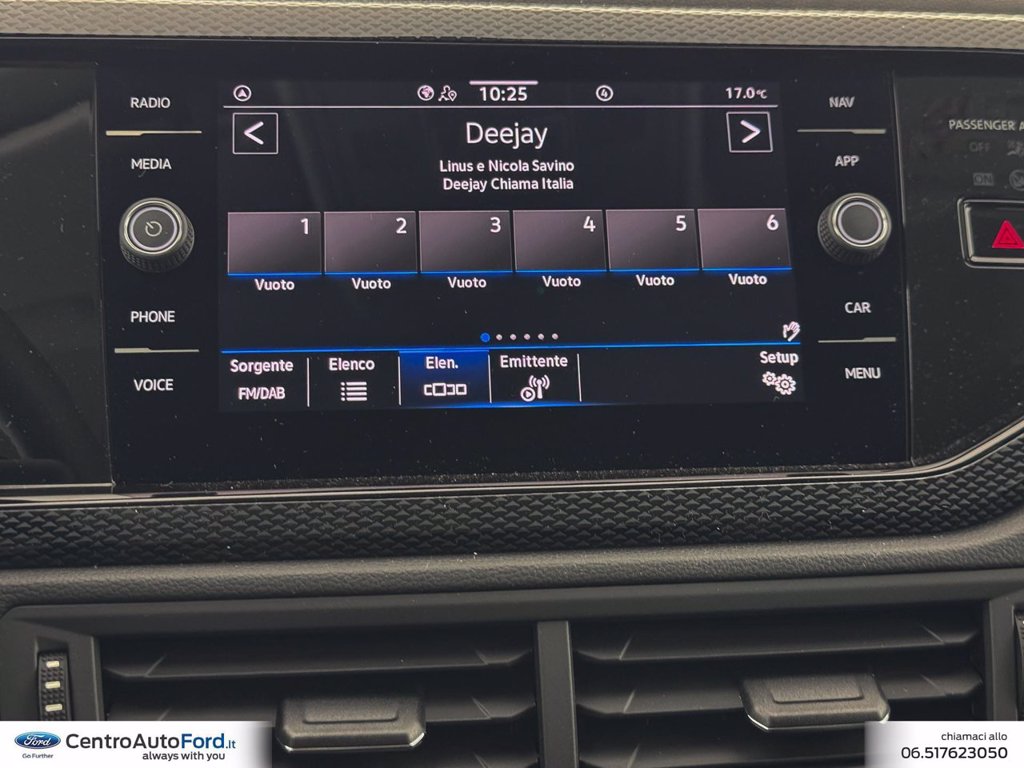 RADIO
MEDIA
PHONE
VOICE
10:25
4
17.0°C
<
Deejay
>
Linus e Nicola Savino
Deejay Chiama Italia
1 2 3 4 5 6
Vuoto Vuoto Vuoto Vuoto Vuoto Vuoto
Sorgente Elenco Elen. Emittente Setup
FM/DAB
NAV
APP
CAR
MENU
PASSENGER A
OFF
ON
Ford
Go Further
CentroAutoFord.it
always with you
chiamaci allo
06.517623050